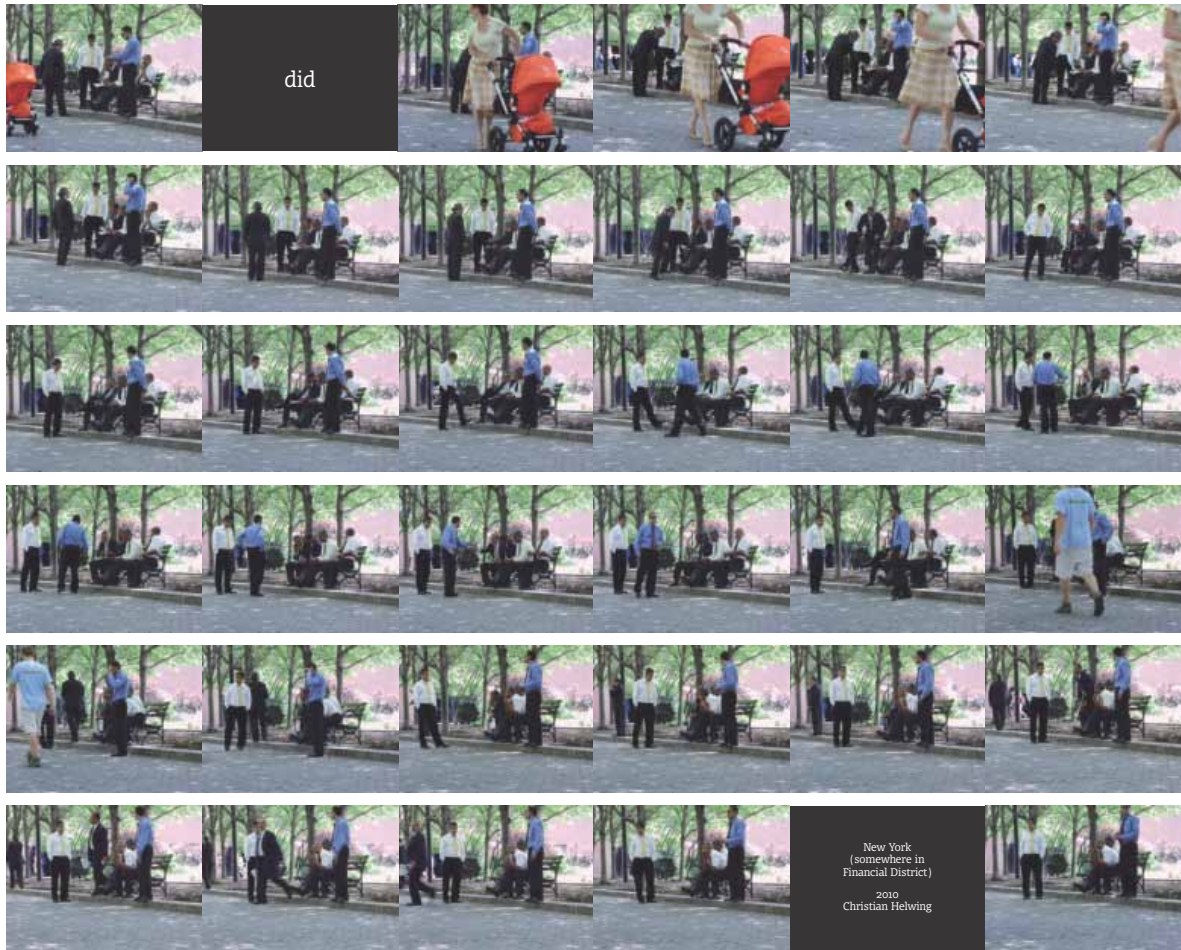 did
New York
(somewhere in
Financial District)
2010
Christian Helwing